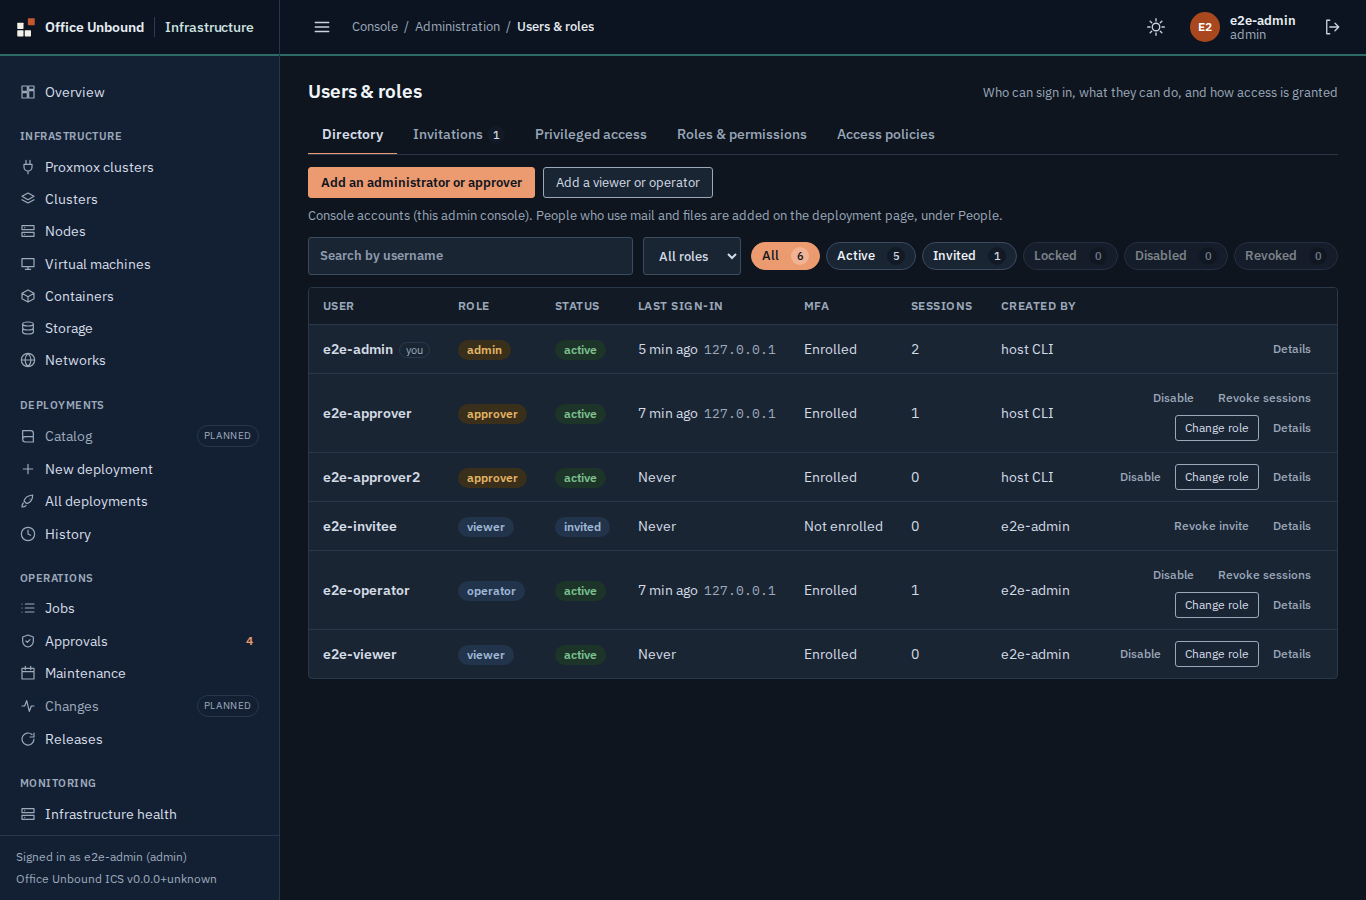 Office Unbound Infrastructure
Console / Administration / Users & roles
E2
e2e-admin
admin
Overview
INFRASTRUCTURE
Proxmox clusters
Clusters
Nodes
Virtual machines
Containers
Storage
Networks
DEPLOYMENTS
Catalog PLANNED
New deployment
All deployments
History
OPERATIONS
Jobs
Approvals 4
Maintenance
Changes PLANNED
Releases
MONITORING
Infrastructure health
Signed in as e2e-admin (admin)
Office Unbound ICS v0.0.0+unknown
Users & roles
Who can sign in, what they can do, and how access is granted
Directory Invitations 1 Privileged access Roles & permissions Access policies
Add an administrator or approver Add a viewer or operator
Console accounts (this admin console). People who use mail and files are added on the deployment page, under People.
Search by username All roles All 6 Active 5 Invited 1 Locked 0 Disabled 0 Revoked 0
USER ROLE STATUS LAST SIGN-IN MFA SESSIONS CREATED BY
e2e-admin you admin active 5 min ago 127.0.0.1 Enrolled 2 host CLI Details
e2e-approver approver active 7 min ago 127.0.0.1 Enrolled 1 host CLI Disable Revoke sessions
Change role Details
e2e-approver2 approver active Never Enrolled 0 host CLI Disable Change role Details
e2e-invitee viewer invited Never Not enrolled 0 e2e-admin Revoke invite Details
e2e-operator operator active 7 min ago 127.0.0.1 Enrolled 1 e2e-admin Disable Revoke sessions
Change role Details
e2e-viewer viewer active Never Enrolled 0 e2e-admin Disable Change role Details